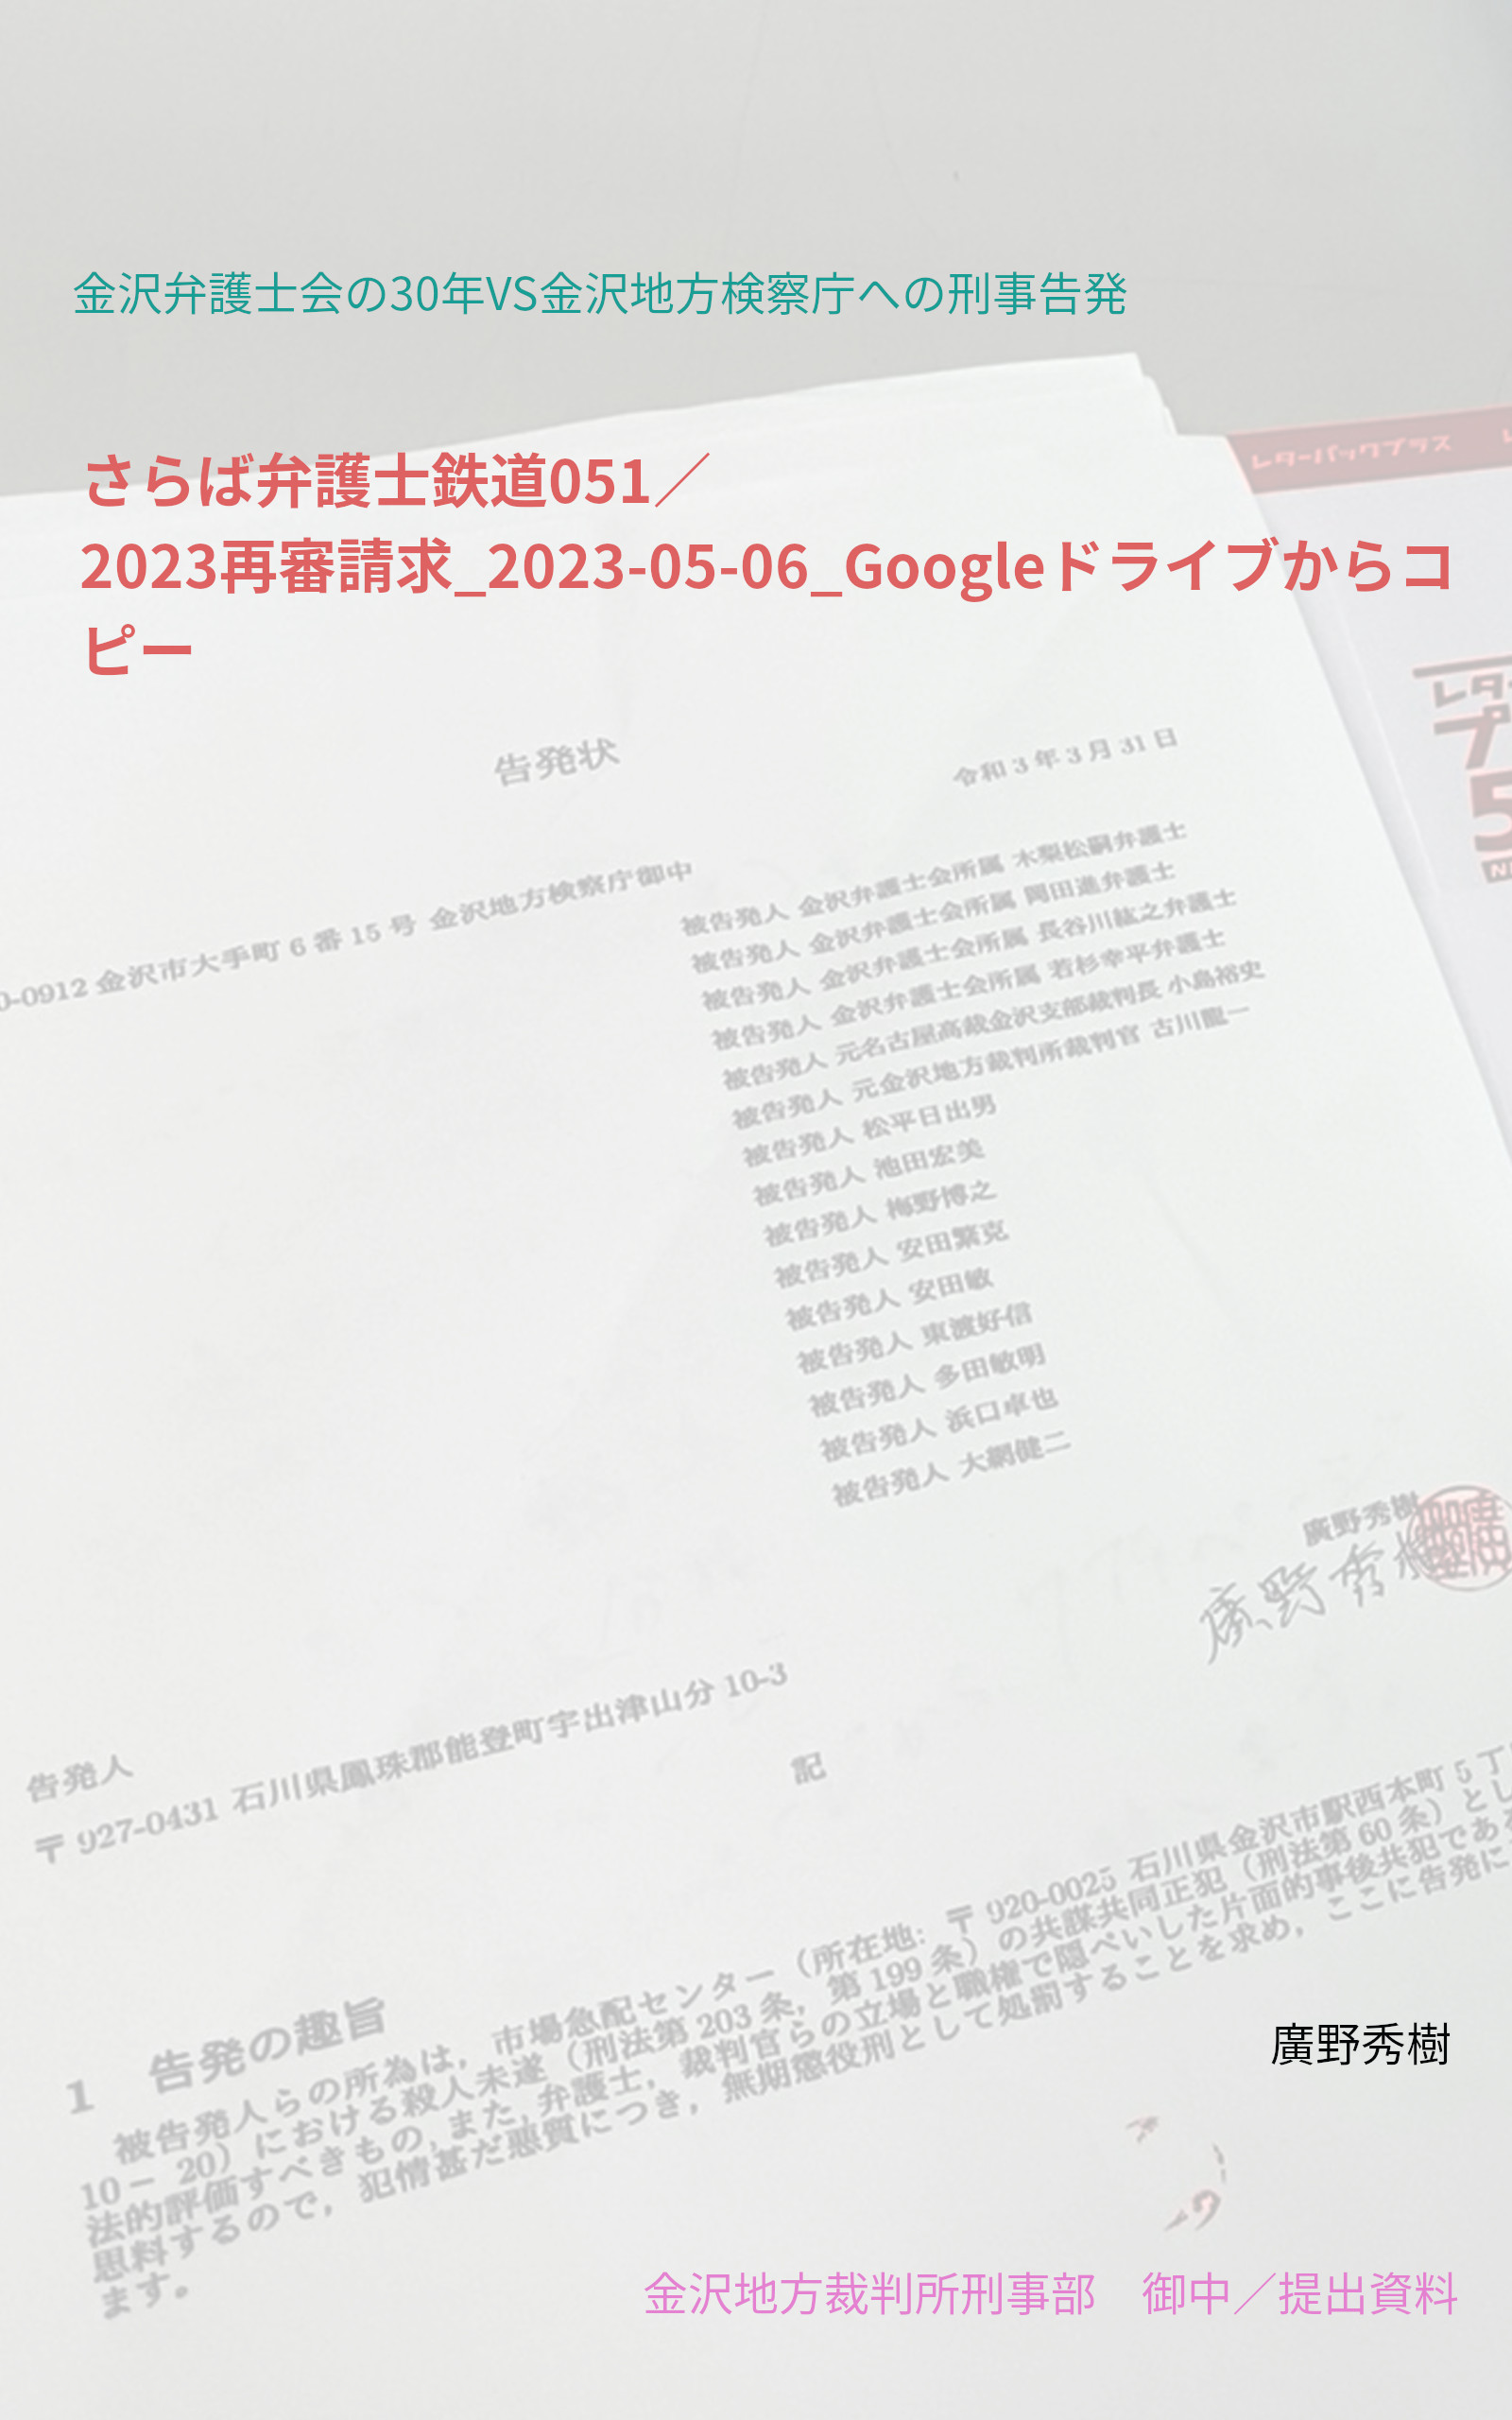 金沢弁護士会の30年VS金沢地方検察庁への刑事告発
さらば弁護士鉄道051／
2023再審請求_2023-05-06_Googleドライブからコ
ピー
レターパックプラス
レター
プ
5
告発状
令和 3 年 3 月 31 日
0-0912 金沢市大手町 6 番 15 号 金沢地方検察庁御中
被告発人 金沢弁護士会所属 木梨松嗣弁護士
被告発人 金沢弁護士会所属 岡田進弁護士
被告発人 金沢弁護士会所属 長谷川紘之弁護士
被告発人 金沢弁護士会所属 若杉幸平弁護士
被告発人 元名古屋高裁金沢支部裁判長 小島裕史
被告発人 元金沢地方裁判所裁判官 古川龍一
被告発人 松平日出男
被告発人 池田宏美
被告発人 梅野博之
被告発人 安田繁克
被告発人 安田敏
被告発人 東渡好信
被告発人 多田敏明
被告発人 浜口卓也
被告発人 大網健二
廣野秀樹
廣野秀樹
告発人
〒 927-0431 石川県鳳珠郡能登町宇出津山分 10-3
記
1 告発の趣旨
被告発人らの所為は，市場急配センター（所在地: 〒 920-0025 石川県金沢市駅西本町 5 丁
10 − 20）における殺人未遂（刑法第 203 条，第 199 条）の共謀共同正犯（刑法第 60 条）とし
法的評価すべきもの,また,弁護士，裁判官らの立場と職権で隠ぺいした片面的事後共犯である
思料するので，犯情甚だ悪質につき，無期懲役刑として処罰することを求め，ここに告発に
ます。
廣野秀樹
金沢地方裁判所刑事部　御中／提出資料